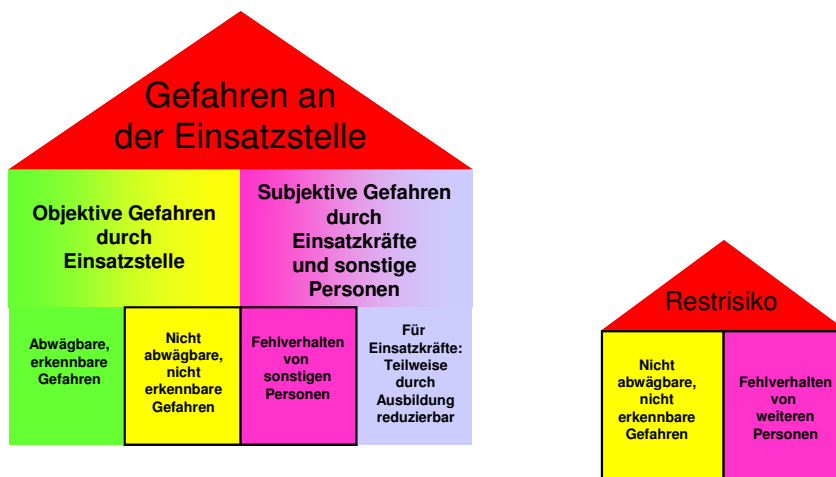 Gefahren an
der Einsatzstelle
Objektive Gefahren
durch
Einsatzstelle
Subjektive Gefahren
durch
Einsatzkräfte
und sonstige
Personen
Abwägbare,
erkennbare
Gefahren
Nicht
abwägbare,
nicht
erkennbare
Gefahren
Fehlverhalten
von
sonstigen
Personen
Für
Einsatzkräfte:
Teilweise
durch
Ausbildung
reduzierbar
Restrisiko
Nicht
abwägbare,
nicht
erkennbare
Gefahren
Fehlverhalten
von
weiteren
Personen